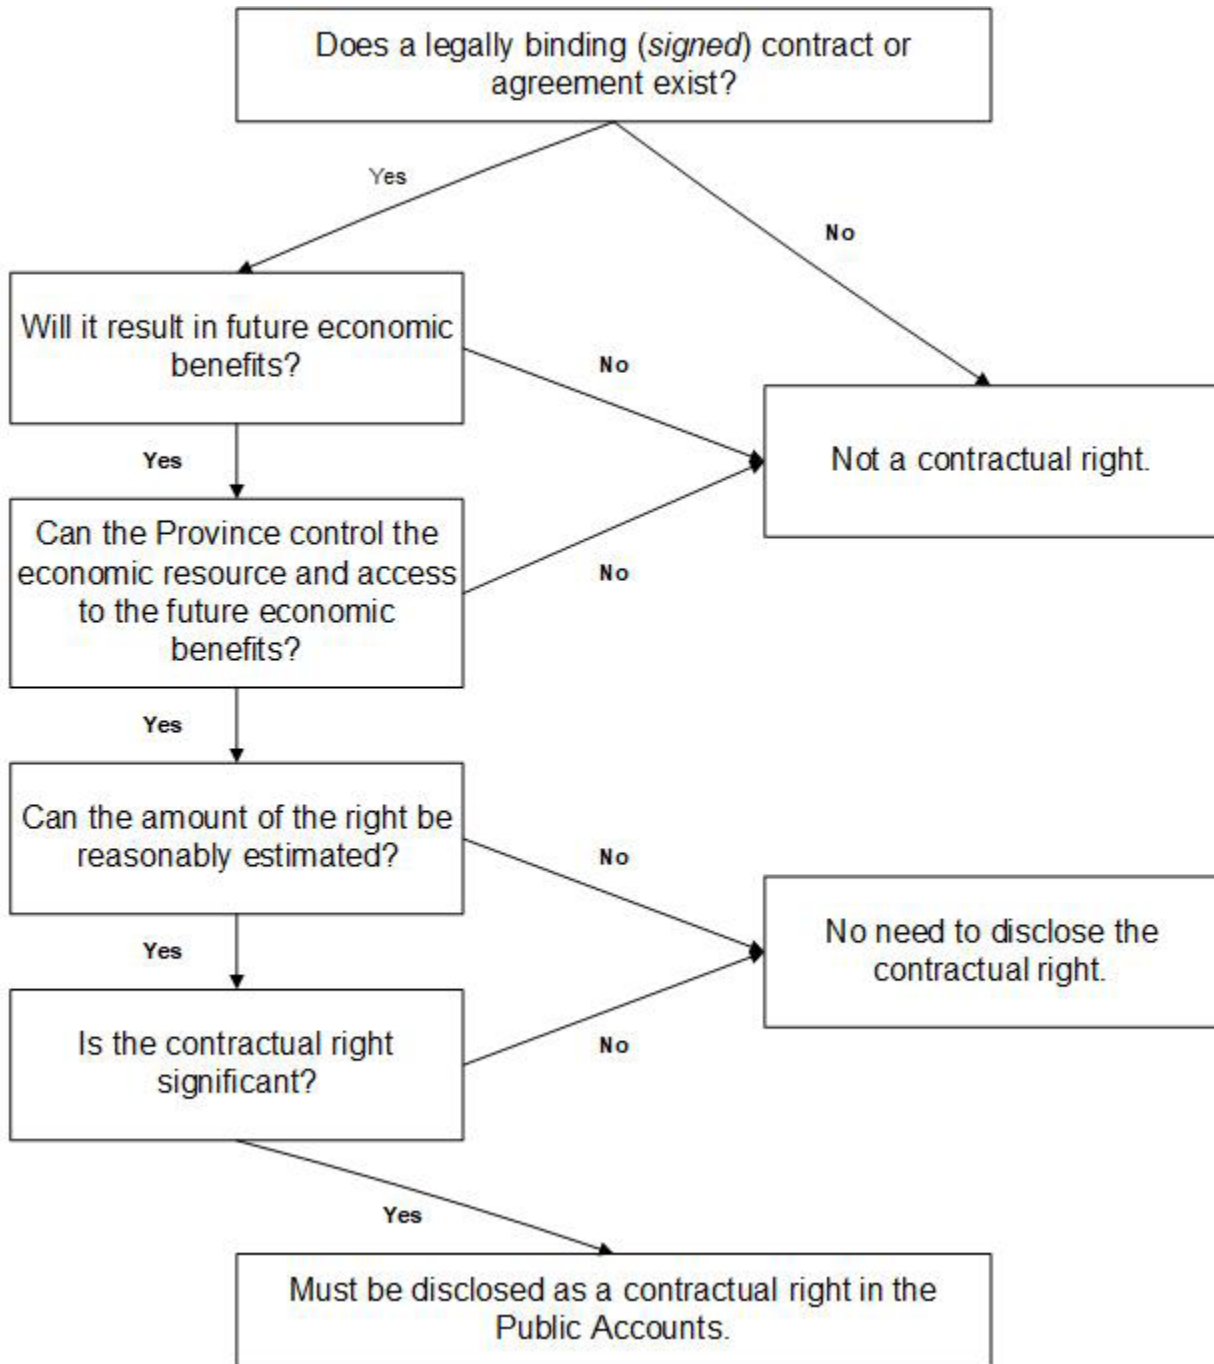 Does a legally binding (signed) contract or
agreement exist?
Yes
No
Will it result in future economic
benefits?
No
Not a contractual right.
Yes
Can the Province control the
economic resource and access
to the future economic
benefits?
No
Yes
Can the amount of the right be
reasonably estimated?
No
No need to disclose the
contractual right.
Yes
Is the contractual right
significant?
No
Yes
Must be disclosed as a contractual right in the
Public Accounts.